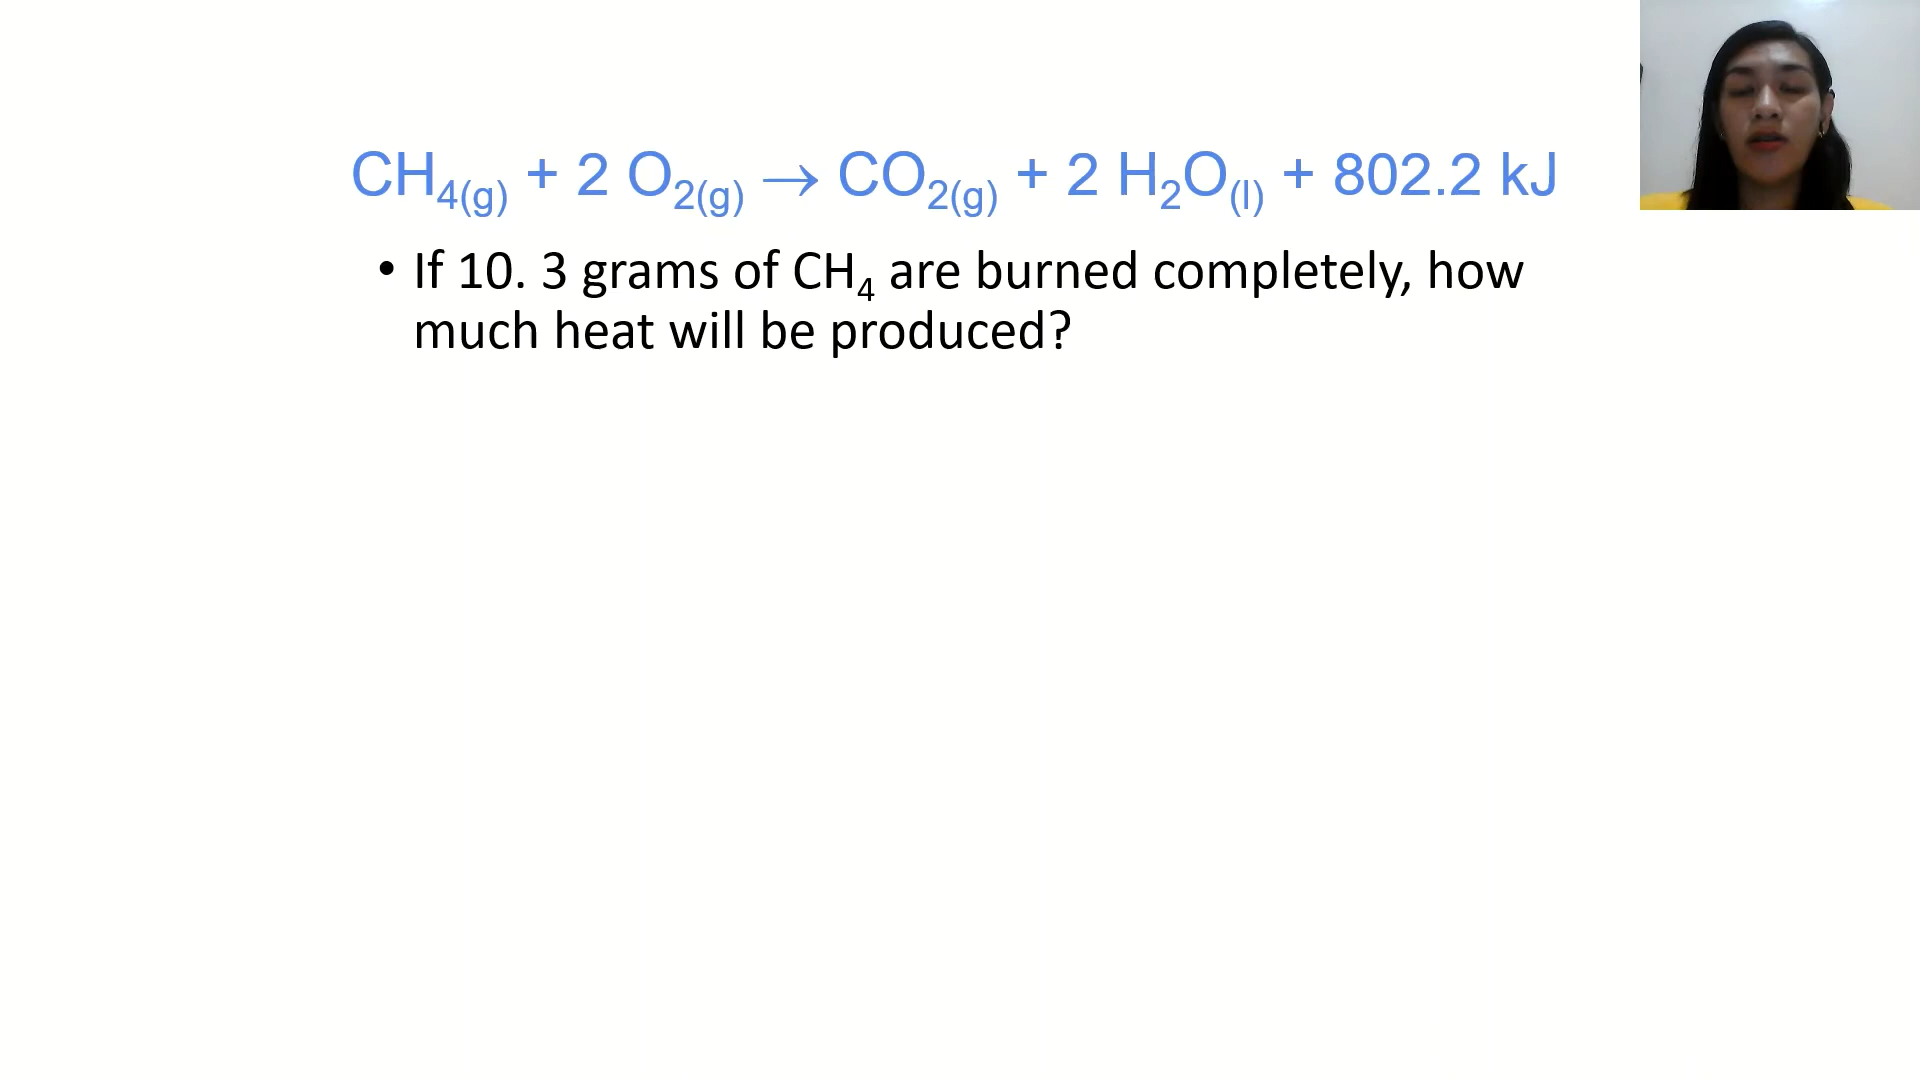 CH₄(g) + 2 O₂(g) → CO₂(g) + 2 H₂O(l) + 802.2 kJ
• If 10. 3 grams of CH₄ are burned completely, how
much heat will be produced?